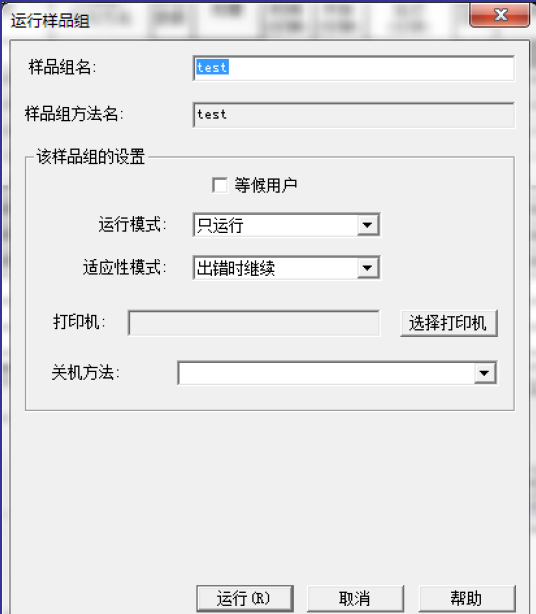 运行样品组
样品组名:
test
样品组方法名:
test
该样品组的设置
等候用户
运行模式:
只运行
适应性模式:
出错时继续
打印机:
选择打印机
关机方法:
运行(R)
取消
帮助